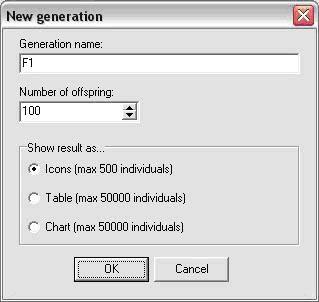 New generation
Generation name:
F1
Number of offspring:
100
Show result as...
Icons (max 500 individuals)
Table (max 50000 individuals)
Chart (max 50000 individuals)
OK Cancel